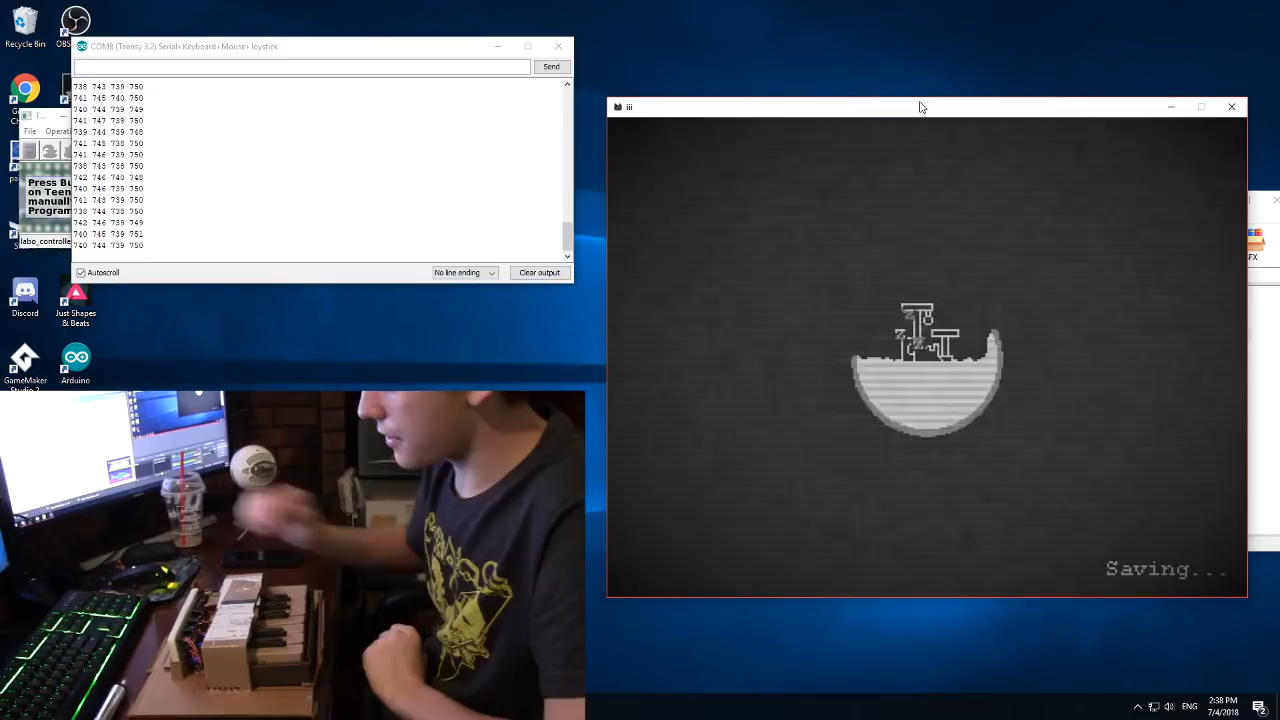 Recycle Bin
OBS
COM8 (Teensy 3.2) Serial+Keyboard+Mouse+Joystick
Send
738 743 739 750
741 745 740 750
740 744 739 749
741 747 738 750
739 744 739 748
741 745 738 750
741 746 739 750
738 743 738 750
742 746 740 748
740 746 739 750
741 743 739 750
738 744 738 750
742 746 739 749
740 745 739 751
740 744 739 750
Autoscroll
No line ending
Clear output
T...
File
Press Bu
on Teen
manually
Program
labo_controlle
Discord
Just Shapes
& Beats
GameMaker
Arduino
iii
z
z
z
Saving...
FX
ENG
2:38 PM
7/4/2018
2